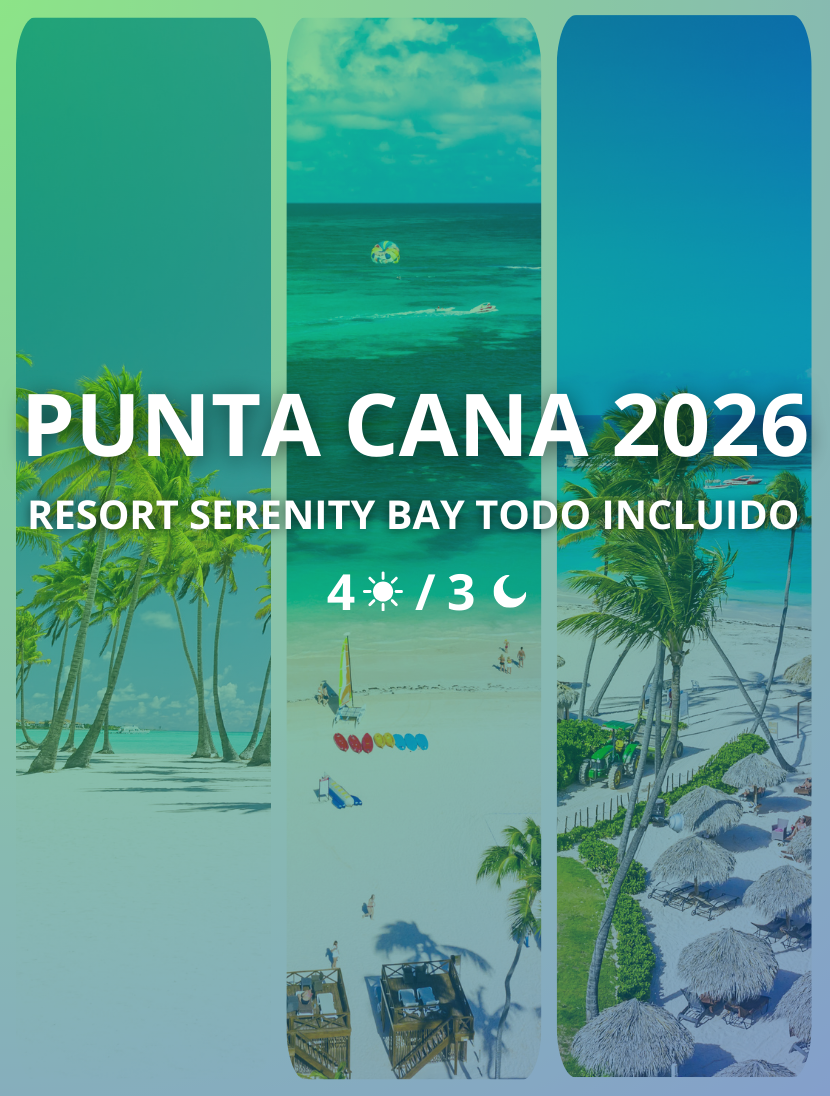 PUNTA CANA 2026
RESORT SERENITY BAY TODO INCLUIDO
4 ☀ / 3 ☾